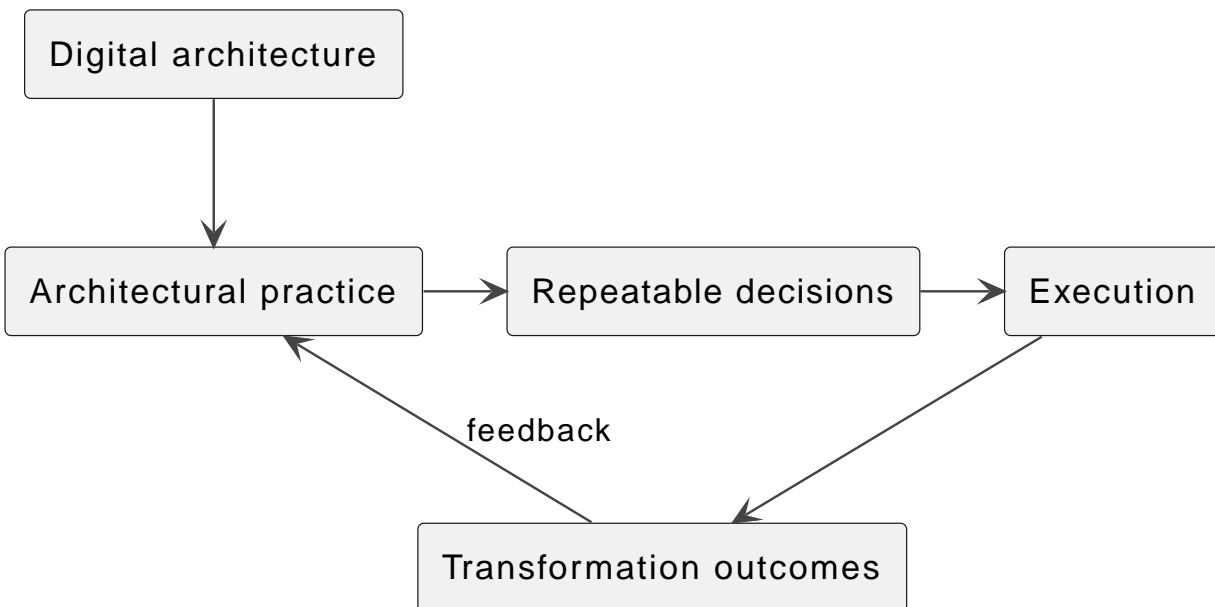 Digital architecture
Architectural practice
Repeatable decisions
Execution
feedback
Transformation outcomes